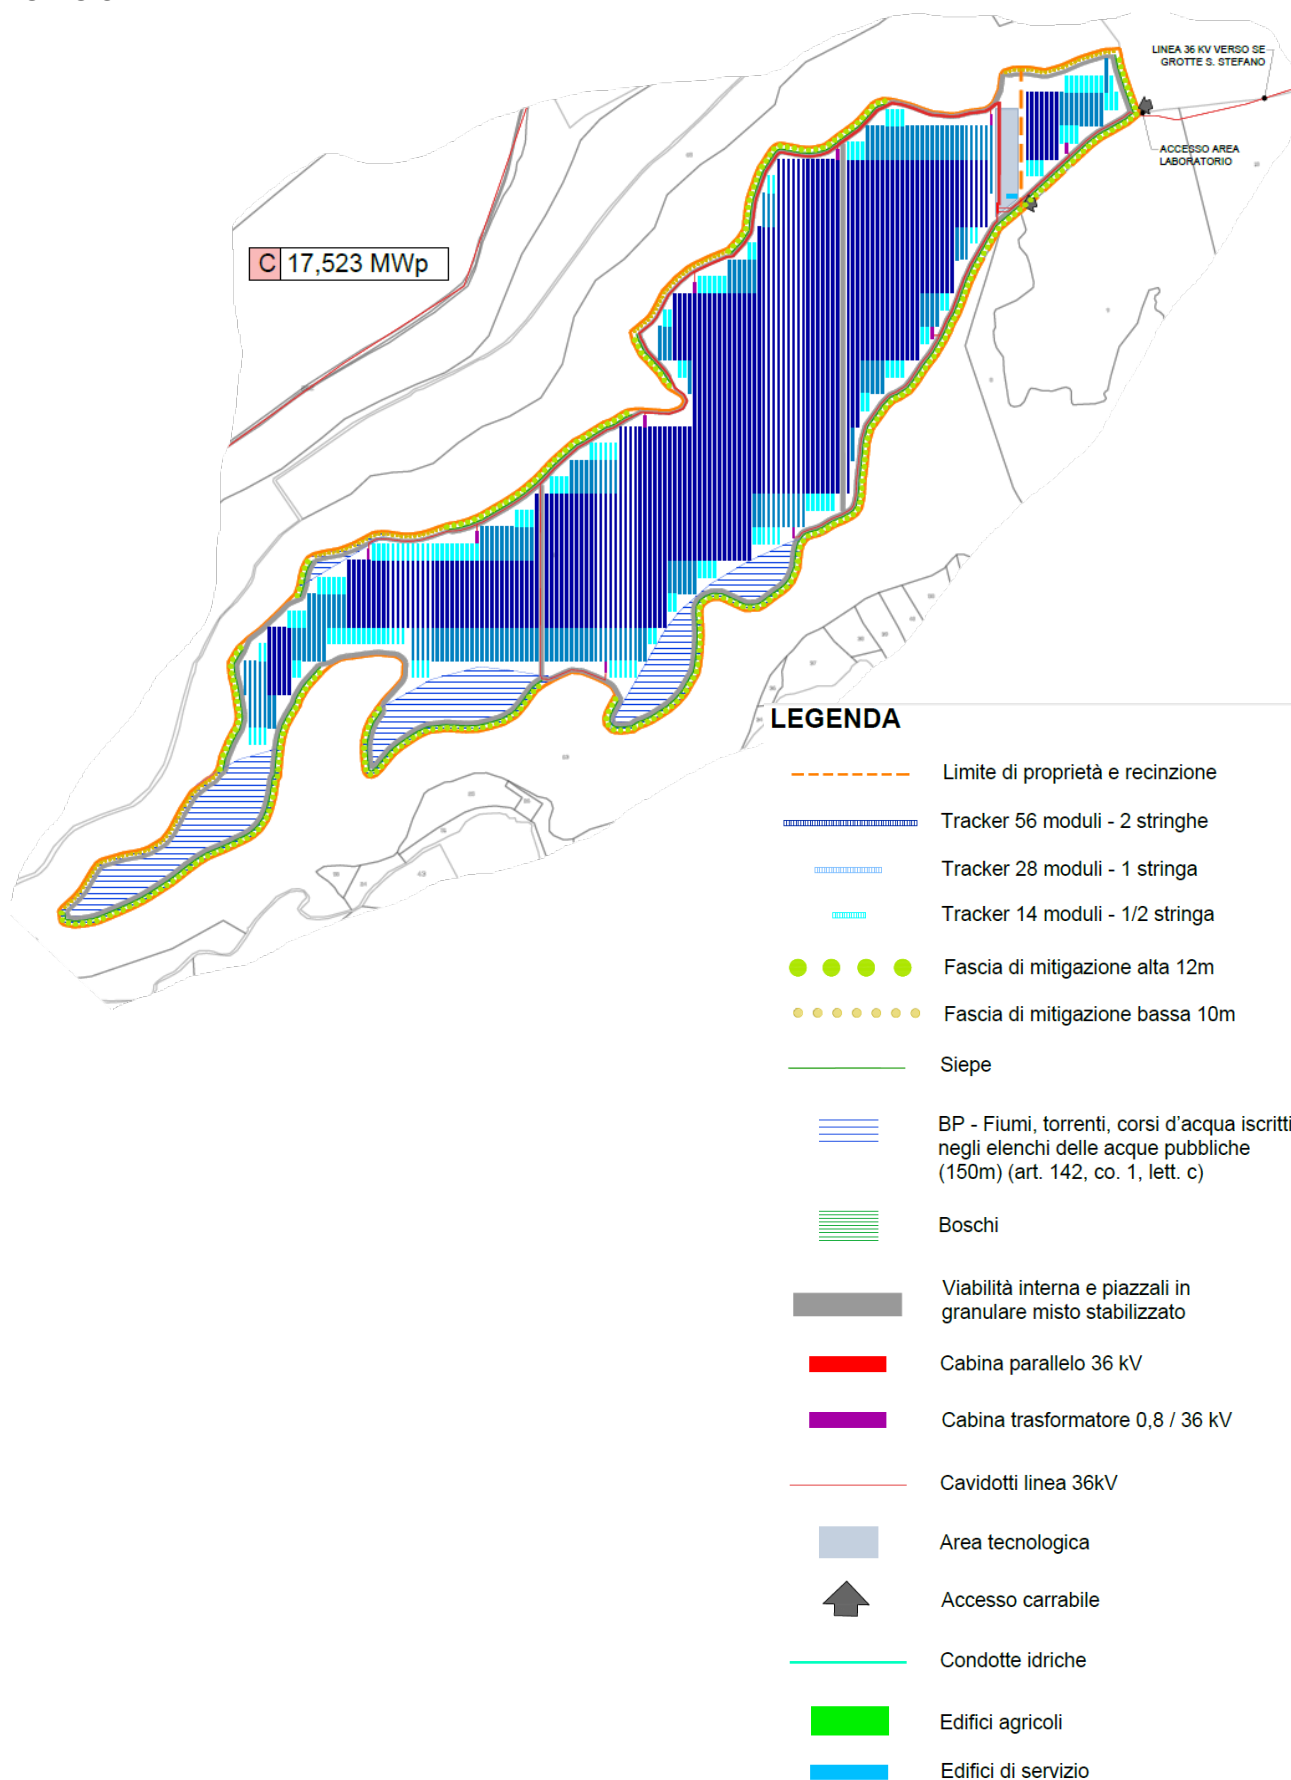 LINEA 36 KV VERSO SE
GROTTE S. STEFANO
ACCESSO AREA
LABORATORIO
C 17,523 MWp
LEGENDA
Limite di proprietà e recinzione
Tracker 56 moduli - 2 stringhe
Tracker 28 moduli - 1 stringa
Tracker 14 moduli - 1/2 stringa
Fascia di mitigazione alta 12m
Fascia di mitigazione bassa 10m
Siepe
BP - Fiumi, torrenti, corsi d'acqua iscritti
negli elenchi delle acque pubbliche
(150m) (art. 142, co. 1, lett. c)
Boschi
Viabilità interna e piazzali in
granulare misto stabilizzato
Cabina parallelo 36 kV
Cabina trasformatore 0,8 / 36 kV
Cavidotti linea 36kV
Area tecnologica
Accesso carrabile
Condotte idriche
Edifici agricoli
Edifici di servizio